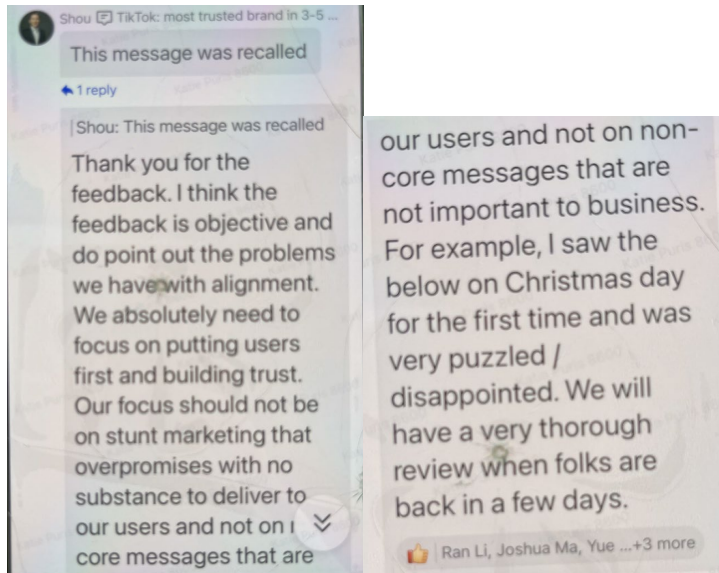 Shou TikTok: most trusted brand in 3-5 ...
This message was recalled
1 reply
Shou: This message was recalled
Thank you for the
feedback. I think the
feedback is objective and
do point out the problems
we have with alignment.
We absolutely need to
focus on putting users
first and building trust.
Our focus should not be
on stunt marketing that
overpromises with no
substance to deliver to
our users and not on
core messages that are
our users and not on non-
core messages that are
not important to business.
For example, I saw the
below on Christmas day
for the first time and was
very puzzled /
disappointed. We will
have a very thorough
review when folks are
back in a few days.
Ran Li, Joshua Ma, Yue ...+3 more